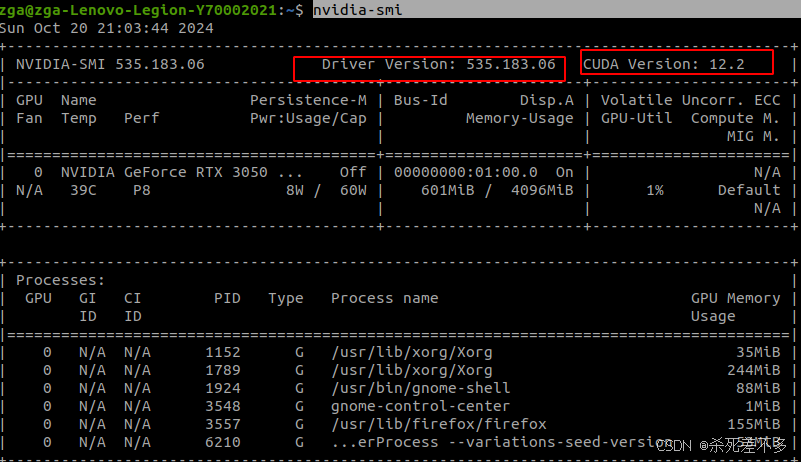 zga@zga-Lenovo-Legion-Y70002021:~$ nvidia-smi
Sun Oct 20 21:03:44 2024
+-----------------------------------------------------------------------------+
| NVIDIA-SMI 535.183.06 Driver Version: 535.183.06 CUDA Version: 12.2 |
|-----------------------------------------+----------------------+----------------------+
| GPU Name Persistence-M | Bus-Id Disp.A | Volatile Uncorr. ECC |
| Fan Temp Perf Pwr:Usage/Cap | Memory-Usage | GPU-Util Compute M. |
| | | MIG M. |
|=========================================+======================+======================|
| 0 NVIDIA GeForce RTX 3050 ... Off | 00000000:01:00.0 On | N/A |
| N/A 39C P8 8W / 60W | 601MiB / 4096MiB | 1% Default |
| | | N/A |
+-----------------------------------------+----------------------+----------------------+
+---------------------------------------------------------------------------------------+
| Processes: |
| GPU GI CI PID Type Process name GPU Memory |
| ID ID Usage |
|=======================================================================================|
| 0 N/A N/A 1152 G /usr/lib/xorg/Xorg 35MiB |
| 0 N/A N/A 1789 G /usr/lib/xorg/Xorg 244MiB |
| 0 N/A N/A 1924 G /usr/bin/gnome-shell 88MiB |
| 0 N/A N/A 3548 G gnome-control-center 1MiB |
| 0 N/A N/A 3557 G /usr/lib/firefox/firefox 155MiB |
| 0 N/A N/A 6210 G ...erProcess --variations-seed-version |
+---------------------------------------------------------------------------------------+
CSDN @杀死差不多